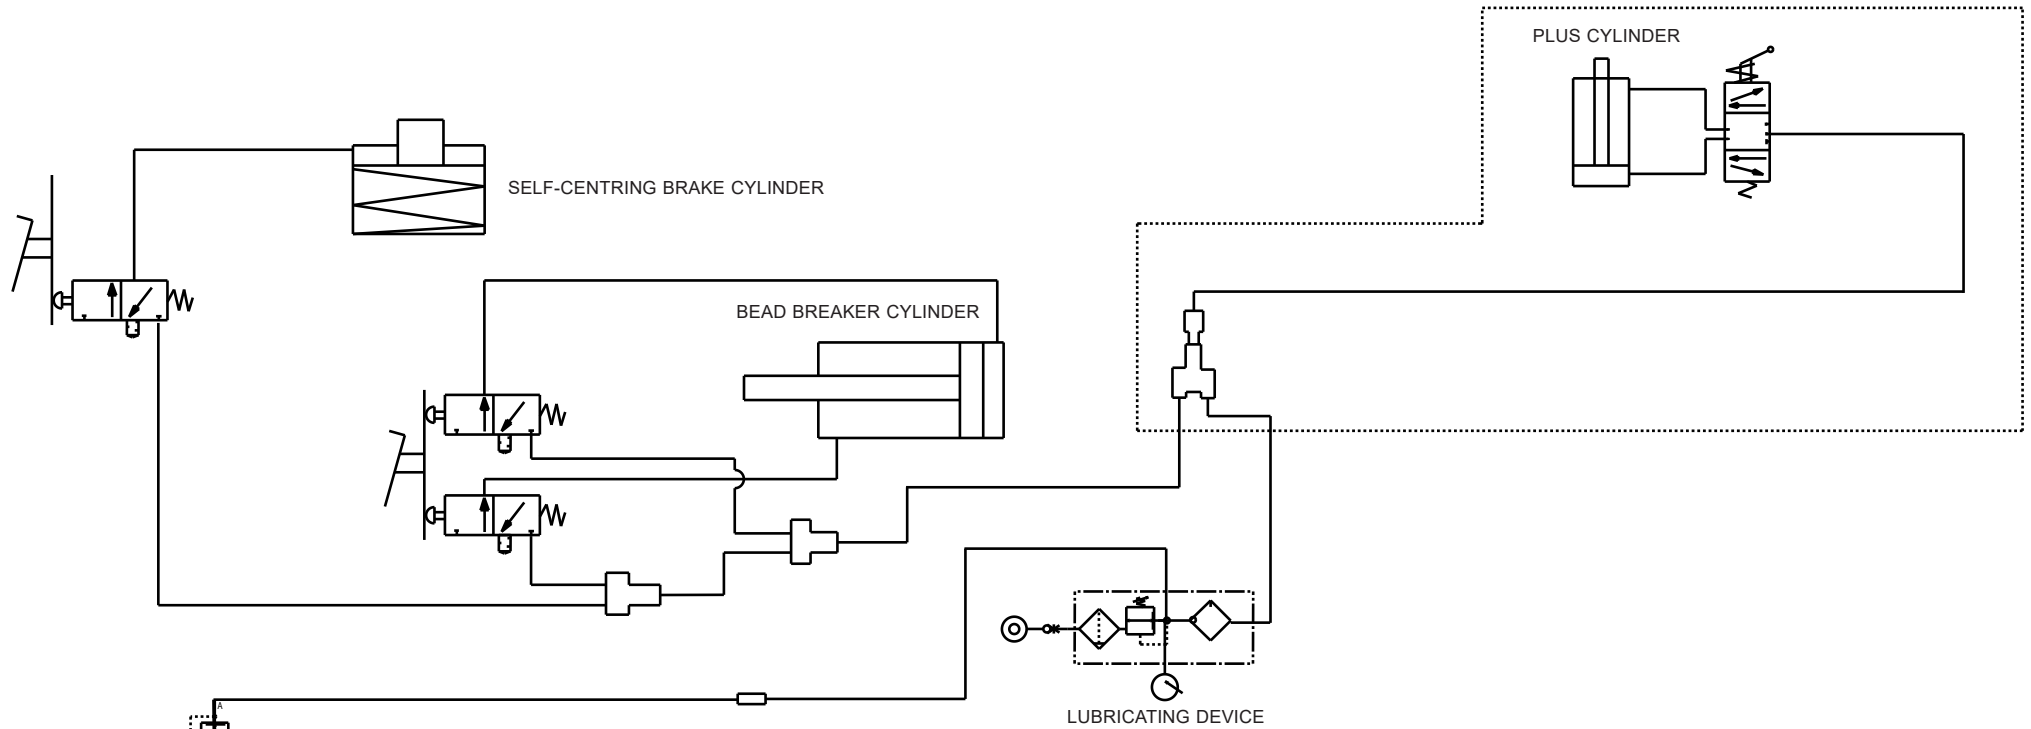 PLUS CYLINDER
SELF-CENTRING BRAKE CYLINDER
BEAD BREAKER CYLINDER
LUBRICATING DEVICE
A